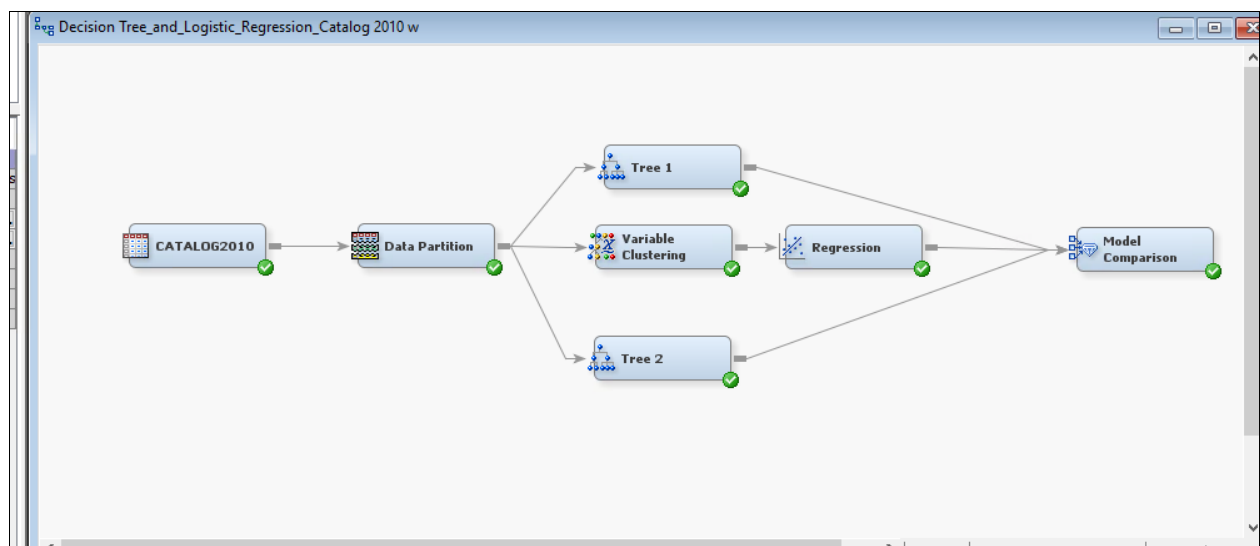 Decision Tree_and_Logistic_Regression_Catalog 2010 w
Tree 1
CATALOG2010
Data Partition
Variable
Clustering
Regression
Model
Comparison
Tree 2